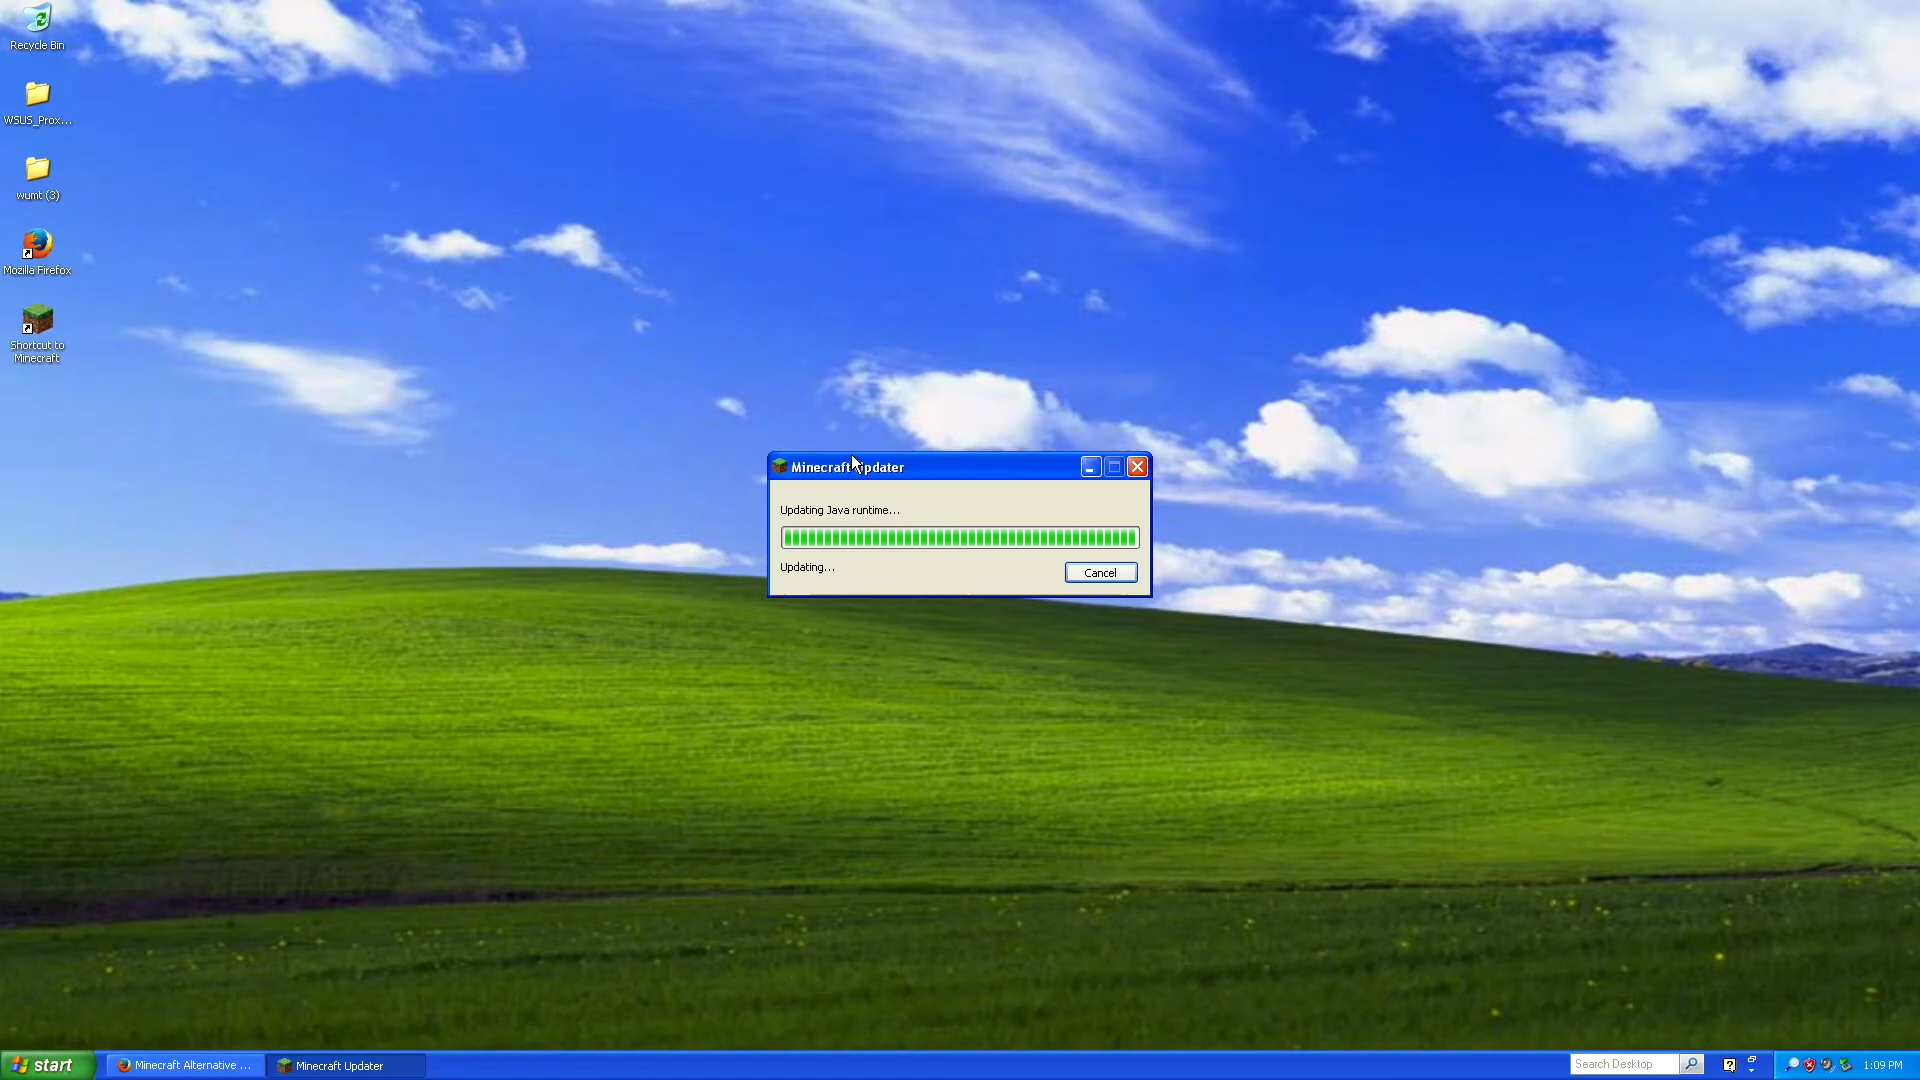 Recycle Bin
WSUS_Prox...
wumt (3)
Mozilla Firefox
Shortcut to
Minecraft
Minecraft Updater
Updating Java runtime...
Updating...
Cancel
start
Minecraft Alternative ...
Minecraft Updater
Search Desktop
1:09 PM